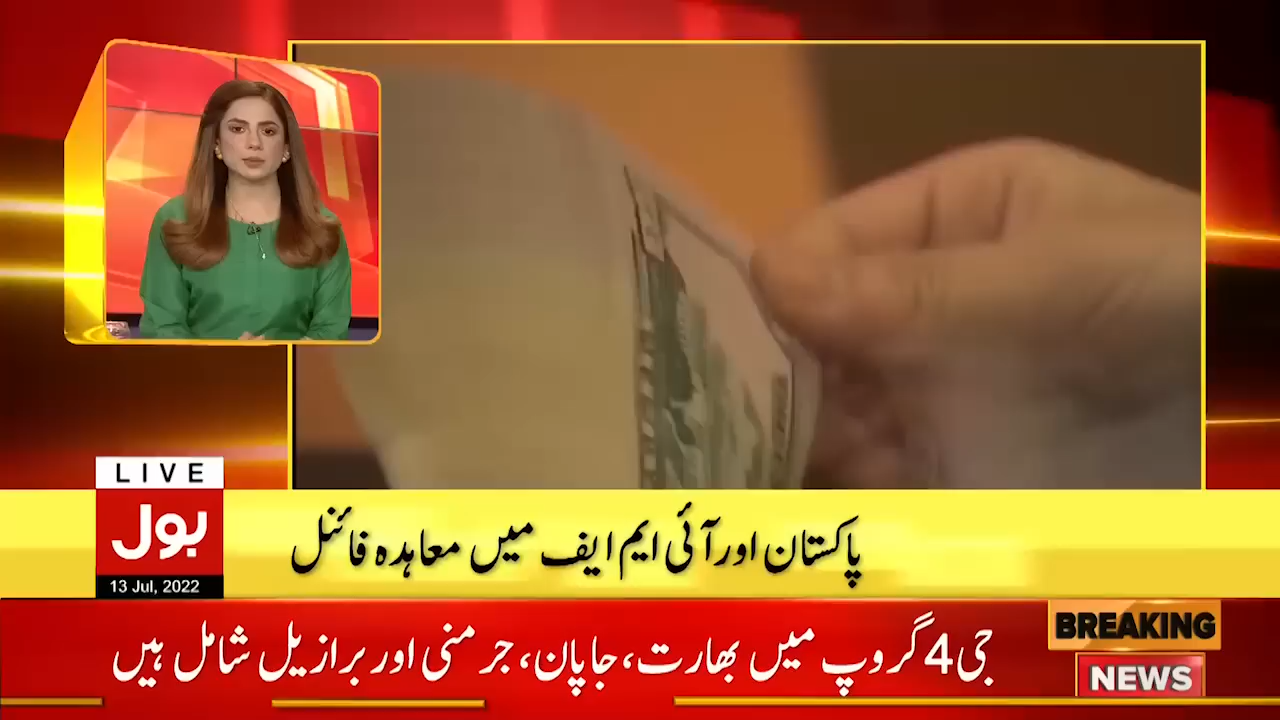 LIVE
بول
13 Jul, 2022
پاکستان اور آئی ایم ایف میں معاہدہ فائنل
جی 4 گروپ میں بھارت، جاپان، جرمنی اور برازیل شامل ہیں
BREAKING
NEWS